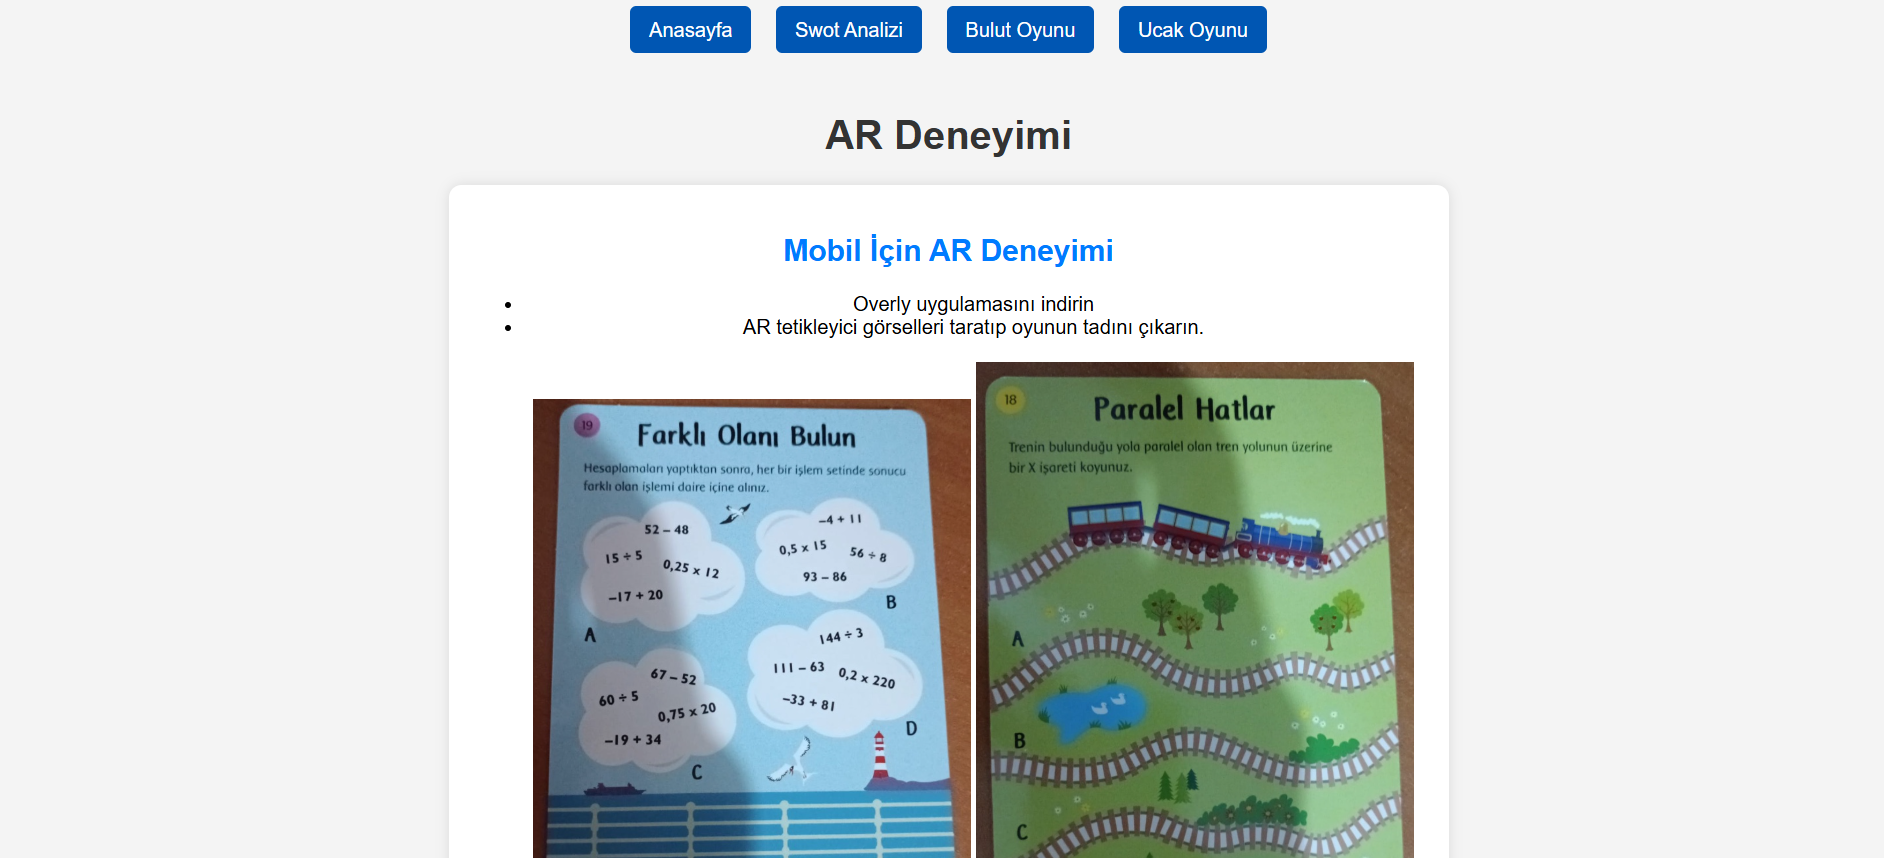 Anasayfa
Swot Analizi
Bulut Oyunu
Ucak Oyunu
AR Deneyimi
Mobil İçin AR Deneyimi
Overly uygulamasını indirin
AR tetikleyici görselleri taratıp oyunun tadını çıkarın.
19
Farklı Olanı Bulun
Hesaplamaları yaptıktan sonra, her bir işlem setinde sonucu
farklı olan işlemi daire içine alınız.
52 – 48
15 ÷ 5
0,25 x 12
–17 + 20
A
–4 + 11
0,5 x 15
56 ÷ 8
93 – 86
B
67 – 52
60 ÷ 5
0,75 x 20
–19 + 34
C
144 ÷ 3
111 – 63
0,2 x 220
–33 + 81
D
18
Paralel Hatlar
Trenin bulunduğu yola paralel olan tren yolunun üzerine
bir X işareti koyunuz.
A
B
C